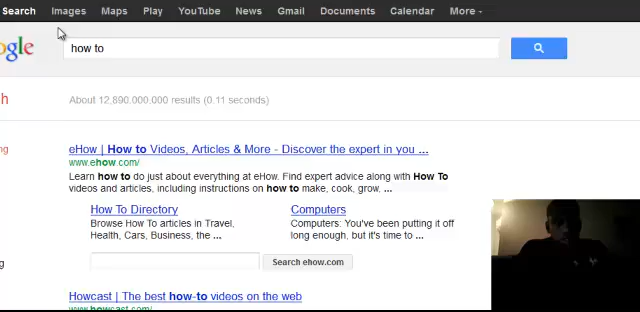 Search Images Maps Play YouTube News Gmail Documents Calendar More
ogle how to
h About 12,890,000,000 results (0.11 seconds)
ng eHow | How to Videos, Articles & More - Discover the expert in you ...
www.ehow.com/
Learn how to do just about everything at eHow. Find expert advice along with How To
videos and articles, including instructions on how to make, cook, grow, ...
How To Directory Computers
Browse How To articles in Travel, Computers: You've been putting it off
Health, Cars, Business, the ... long enough, but it's time to ...
g Search ehow.com
Howcast | The best how-to videos on the web
www.howcast.com/